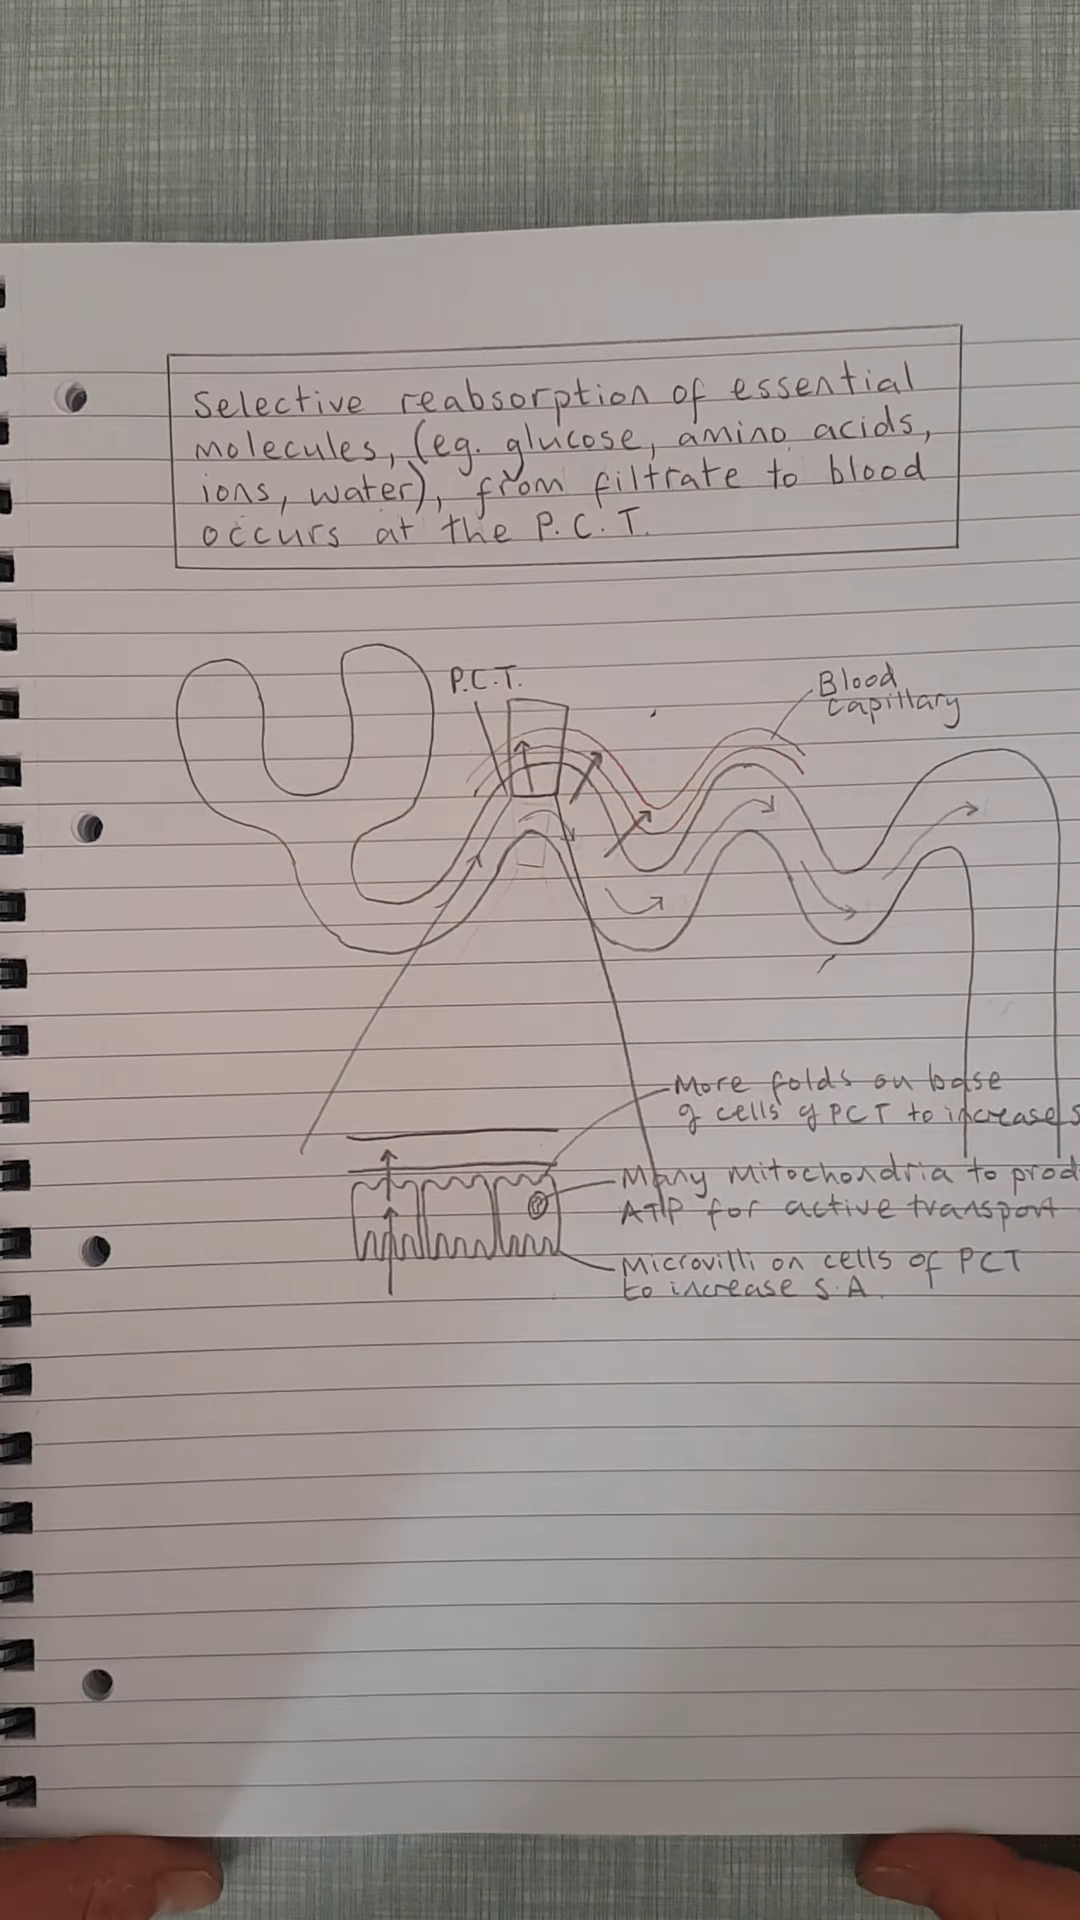 Selective reabsorption of essential
molecules, (eg. glucose, amino acids,
ions, water), from filtrate to blood
occurs at the P.C.T.
P.C.T.
Blood
capillary
More folds on base
of cells of PCT to increase S
Many mitochondria to prod
ATP for active transport
Microvilli on cells of PCT
to increase S.A.